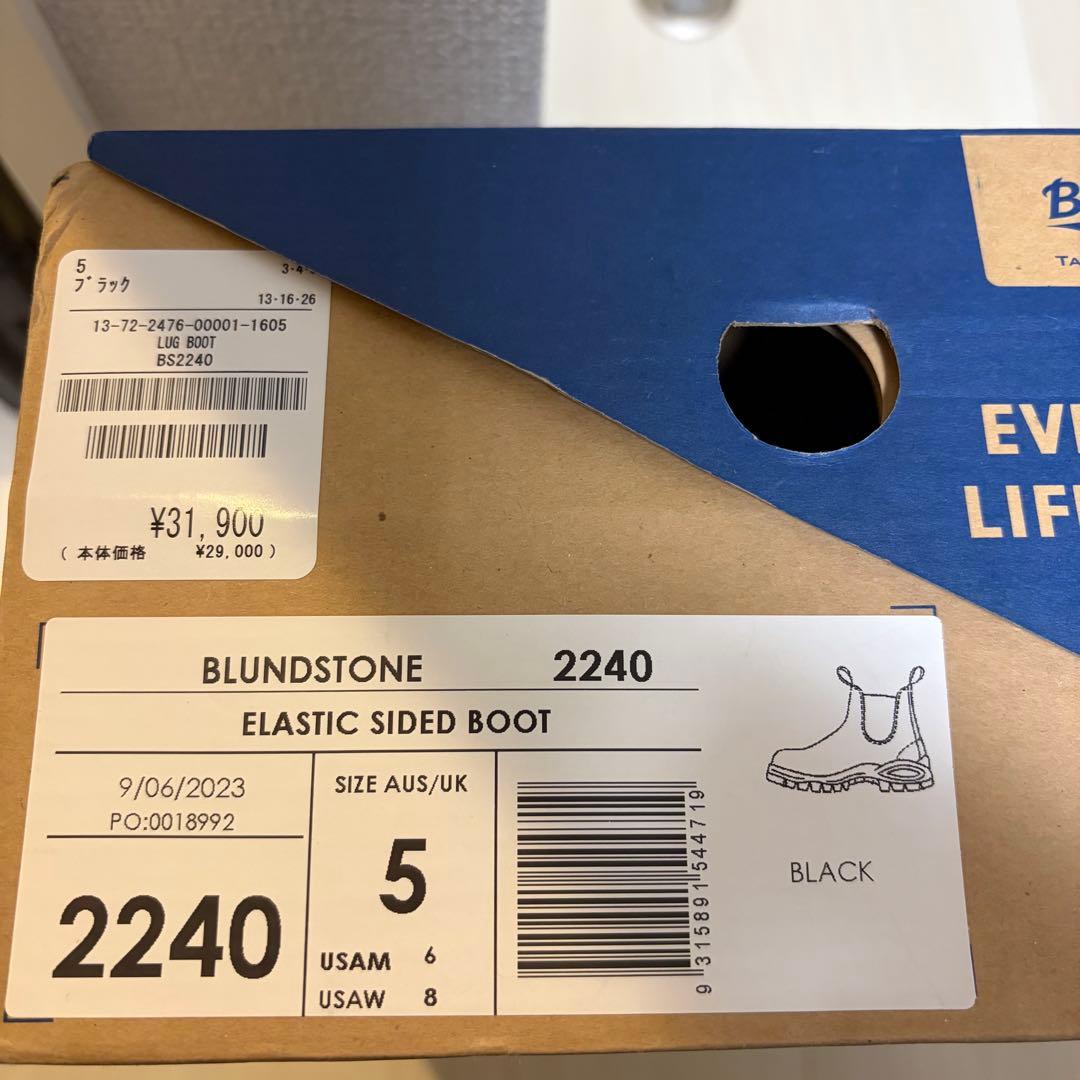 5
ブラック
13-16-26
13-72-2476-00001-1605
LUG BOOT
BS2240
¥31,900
( 本体価格 ¥29,000 )
EV
LIF
BLUNDSTONE 2240
ELASTIC SIDED BOOT
9/06/2023
PO:0018992
2240
SIZE AUS/UK
5
USAM 6
USAW 8
9 315891 544719
BLACK